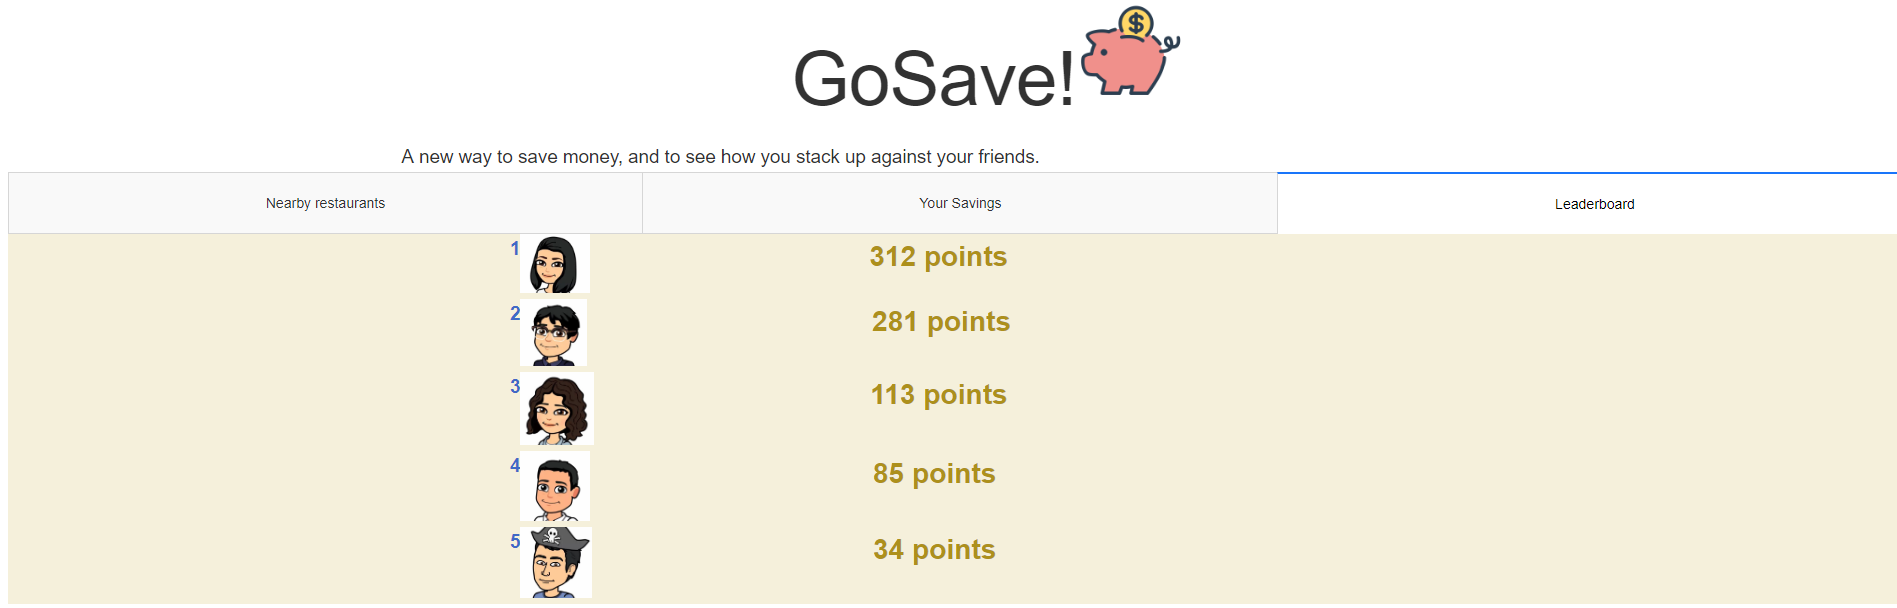 GoSave!
$
A new way to save money, and to see how you stack up against your friends.
Nearby restaurants Your Savings Leaderboard
1 312 points
2 281 points
3 113 points
4 85 points
5 34 points